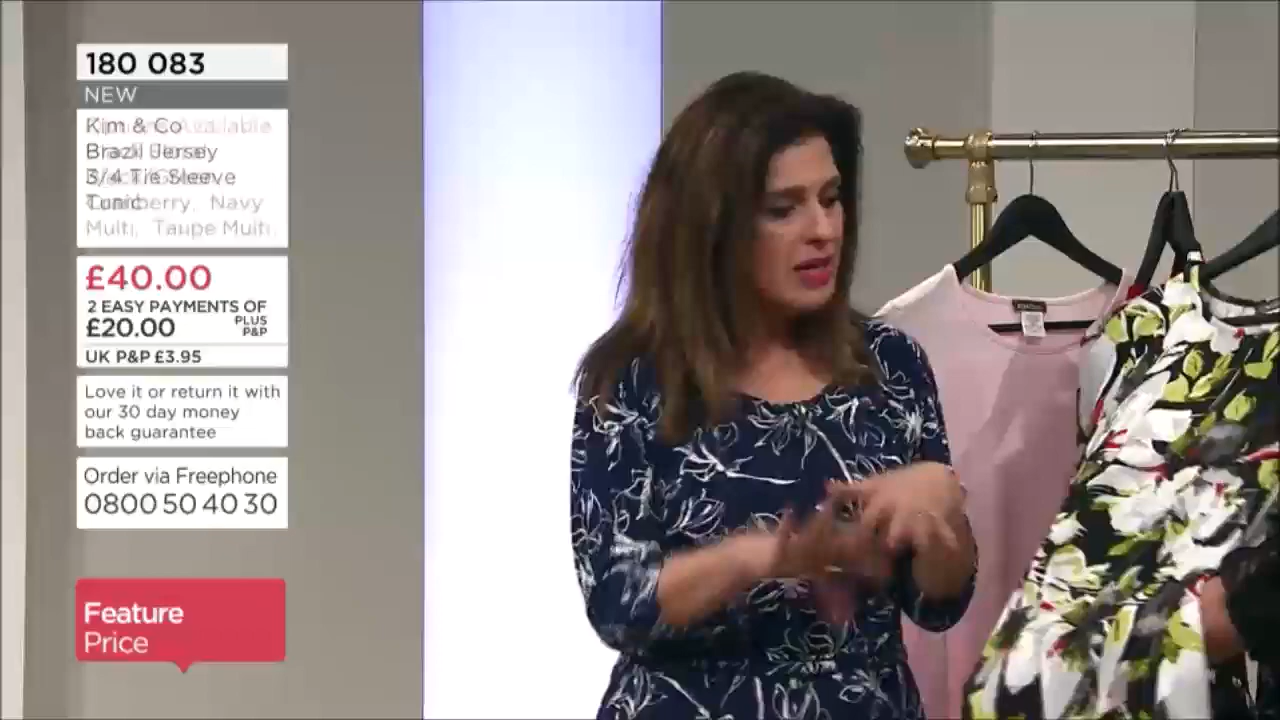 180 083
NEW
Kim & Co
Brazil Jersey
3/4 Tie Sleeve
Tunic
Navy
Multi, Taupe Multi.
£40.00
2 EASY PAYMENTS OF
£20.00
PLUS
P&P
UK P&P £3.95
Love it or return it with
our 30 day money
back guarantee
Order via Freephone
0800 50 40 30
Feature
Price